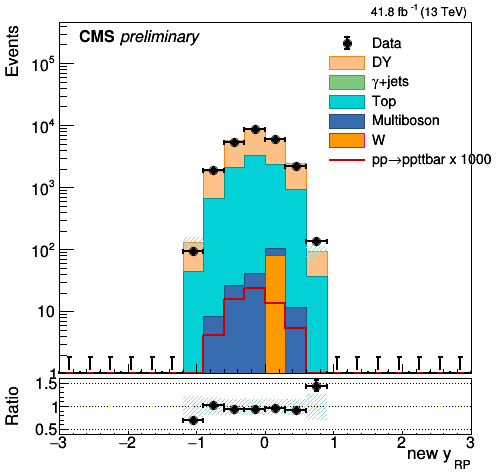 41.8 fb⁻¹ (13 TeV)
CMS preliminary
Events
Data
DY
γ+jets
Top
Multiboson
W
pp→ppttbar x 1000
10⁵
10⁴
10³
10²
10
1
Ratio
1.5
1
0.5
−3 −2 −1 0 1 2 3
new y_RP